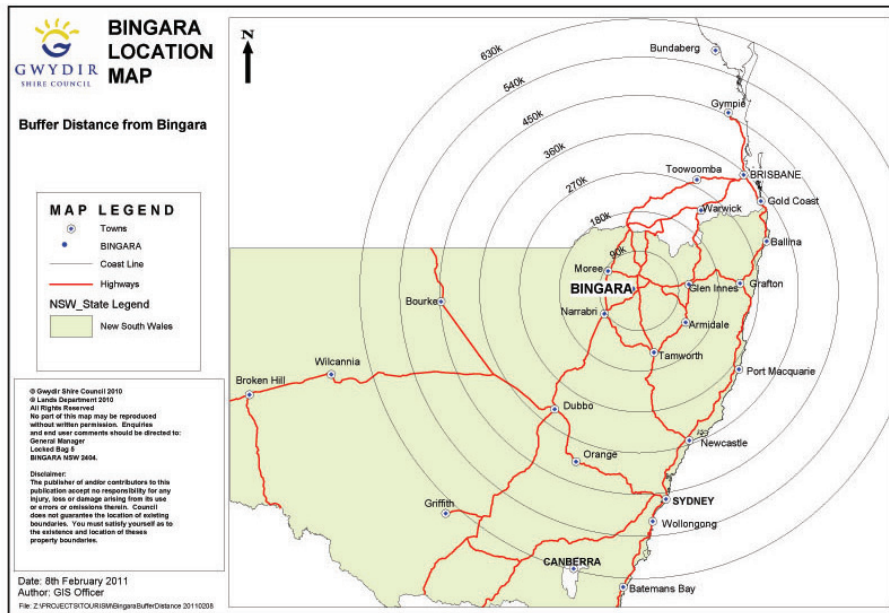 GWYDIR
SHIRE COUNCIL
BINGARA
LOCATION
MAP
Buffer Distance from Bingara
MAP LEGEND
Towns
BINGARA
Coast Line
Highways
NSW_State Legend
New South Wales
@ Gwydir Shire Council 2010
@ Lands Department 2010
All Rights Reserved
No part of this map may be reproduced
without written permission. Enquiries
and end user comments should be directed to:
General Manager
Locked Bag 5
BINGARA NSW 2404.
Disclaimer:
The publisher of and/or contributors to this
publication accept no responsibility for any
injury, loss or damage arising from its use
or errors or omissions therein. Council
does not guarantee the location of existing
boundaries. You must satisfy yourself as to
the existence and location of theses
property boundaries.
Date: 8th February 2011
Author: GIS Officer
File: Z:\PROJECTS\TOURISM\BingaraBufferDistance 20110208
N
630k
540k
450k
360k
270k
180k
90k
Bundaberg
Gympie
Toowoomba
BRISBANE
Warwick
Gold Coast
Ballina
Moree
BINGARA
Glen Innes
Grafton
Bourke
Narrabri
Armidale
Tamworth
Wilcannia
Port Macquarie
Broken Hill
Dubbo
Newcastle
Orange
SYDNEY
Griffith
Wollongong
CANBERRA
Batemans Bay